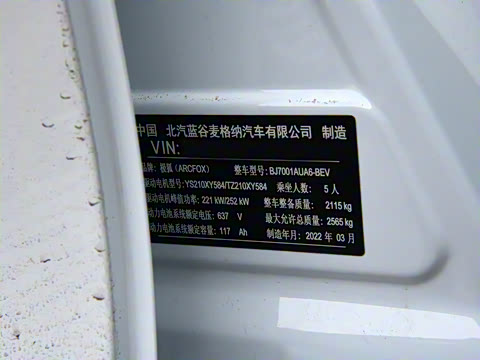 中国 北汽蓝谷麦格纳汽车有限公司 制造
VIN:
品牌: 极狐 (ARCFOX) 整车型号: BJ7001AUA6-BEV
驱动电机型号: YS210XY584/TZ210XY584 乘坐人数: 5 人
驱动电机峰值功率: 221 kW/252 kW 整车整备质量: 2115 kg
动力电池系统额定电压: 637 V 最大允许总质量: 2565 kg
动力电池系统额定容量: 117 Ah 制造年月: 2022 年 03 月